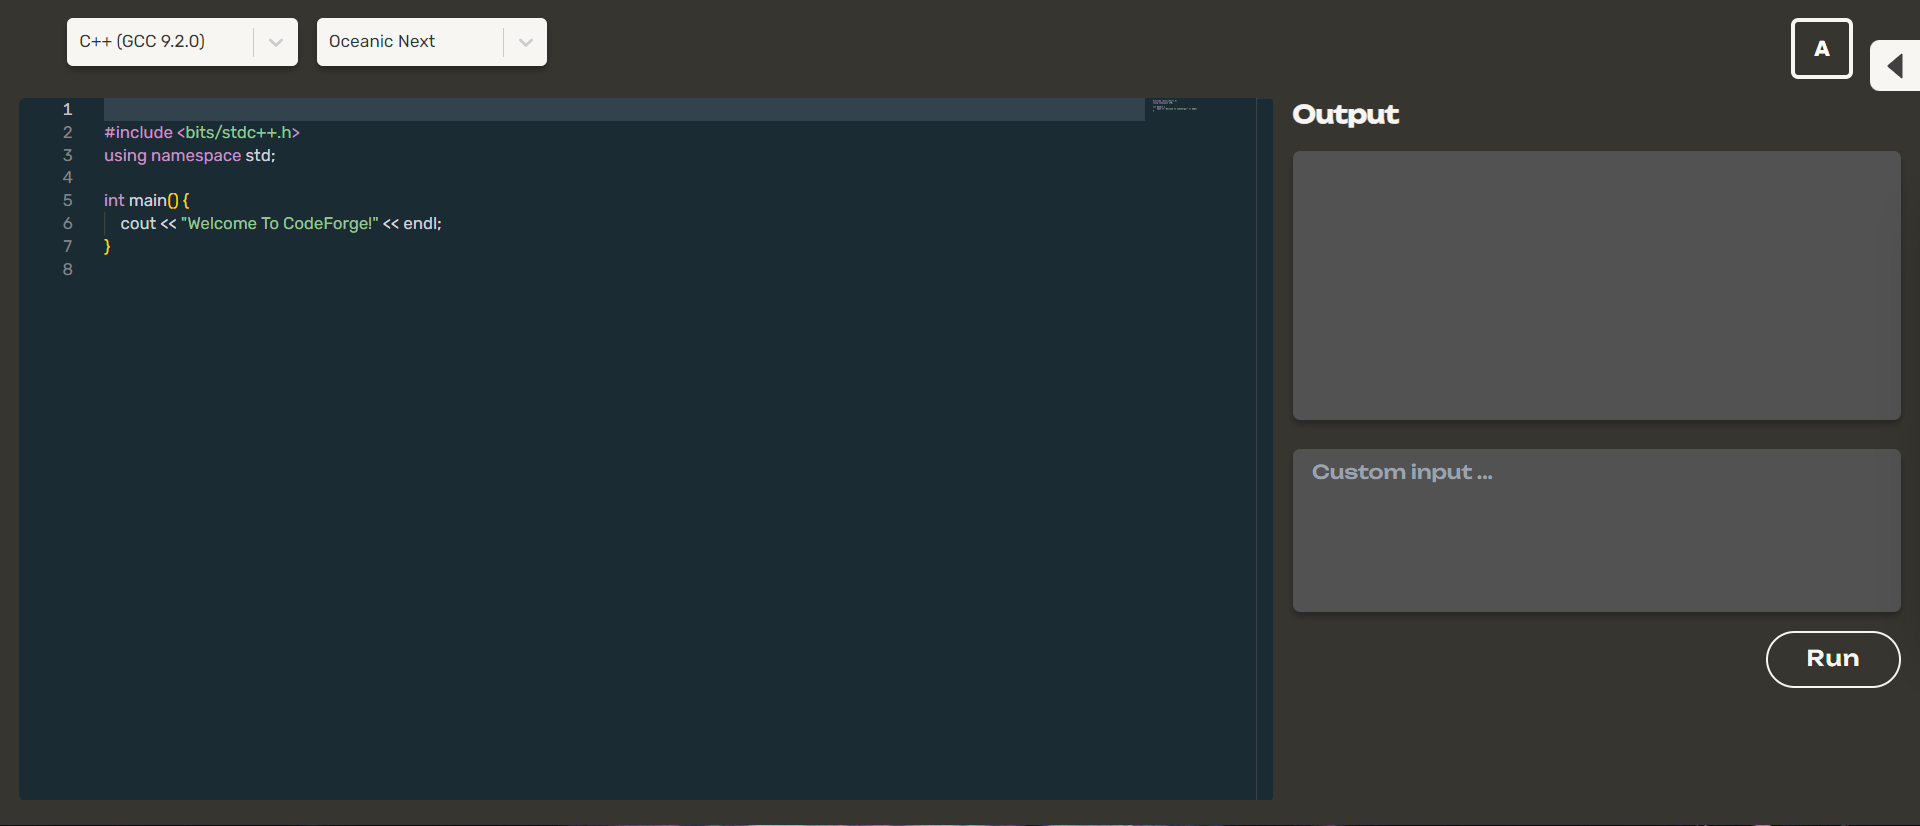 C++ (GCC 9.2.0)
Oceanic Next
A
1
2 #include <bits/stdc++.h>
3 using namespace std;
4
5 int main() {
6 cout << "Welcome To CodeForge!" << endl;
7 }
8
Output
Custom input ...
Run